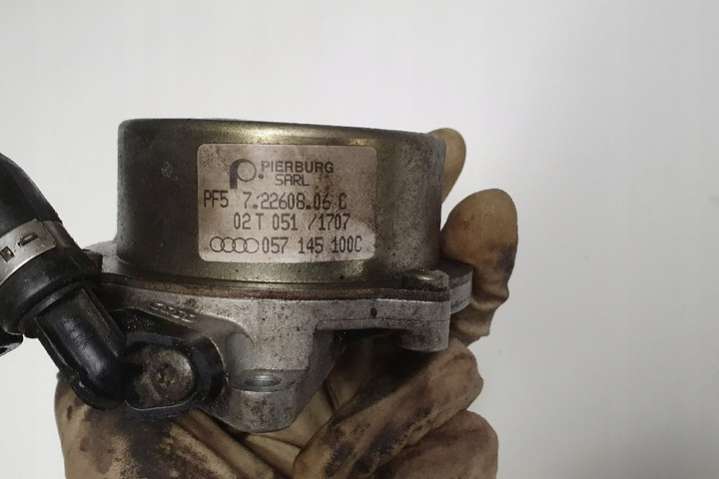 PIERBURG
SARL
PF5 7.22608.06 C
02 T 051 /1707
057 145 100C